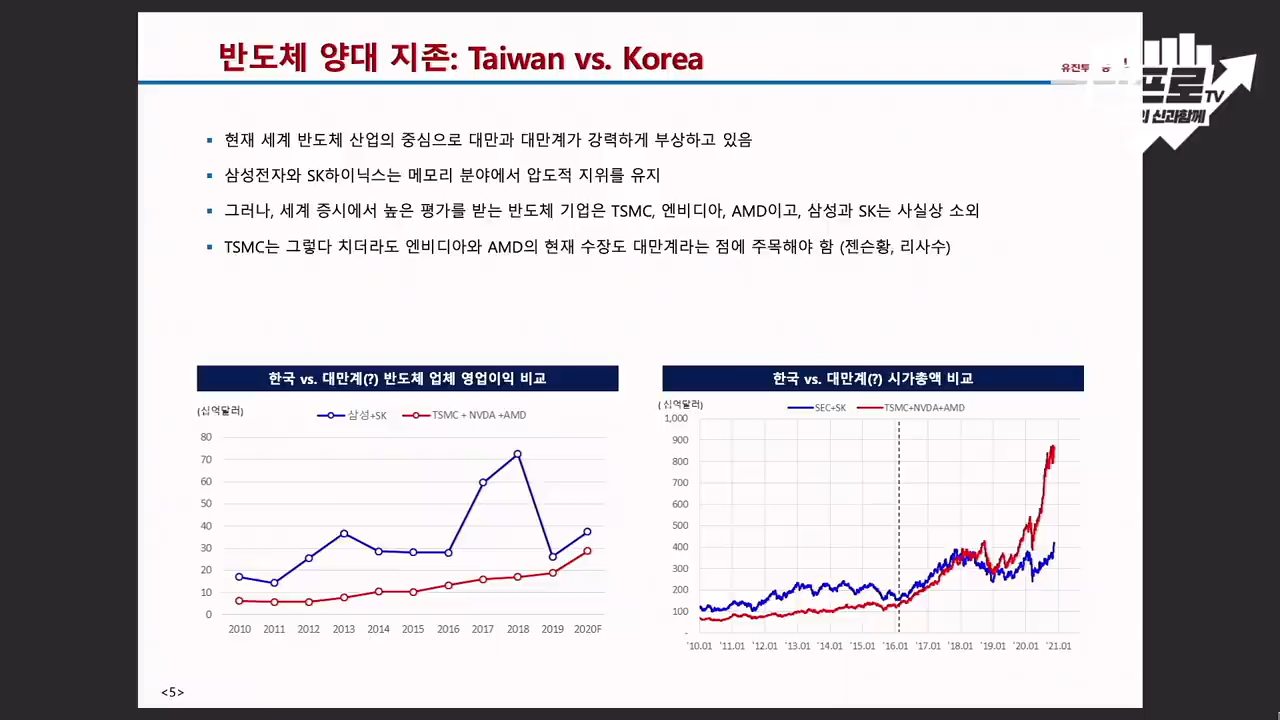 반도체 양대 지존: Taiwan vs. Korea
유진투
프로TV
신과함께
▪ 현재 세계 반도체 산업의 중심으로 대만과 대만계가 강력하게 부상하고 있음
▪ 삼성전자와 SK하이닉스는 메모리 분야에서 압도적 지위를 유지
▪ 그러나, 세계 증시에서 높은 평가를 받는 반도체 기업은 TSMC, 엔비디아, AMD이고, 삼성과 SK는 사실상 소외
▪ TSMC는 그렇다 치더라도 엔비디아와 AMD의 현재 수장도 대만계라는 점에 주목해야 함 (젠슨황, 리사수)
한국 vs. 대만계(?) 반도체 업체 영업이익 비교
(십억달러)
삼성+SK TSMC + NVDA +AMD
80
70
60
50
40
30
20
10
0
2010 2011 2012 2013 2014 2015 2016 2017 2018 2019 2020F
한국 vs. 대만계(?) 시가총액 비교
( 십억달러)
SEC+SK TSMC+NVDA+AMD
1,000
900
800
700
600
500
400
300
200
100
-
'10.01 '11.01 '12.01 '13.01 '14.01 '15.01 '16.01 '17.01 '18.01 '19.01 '20.01 '21.01
<5>